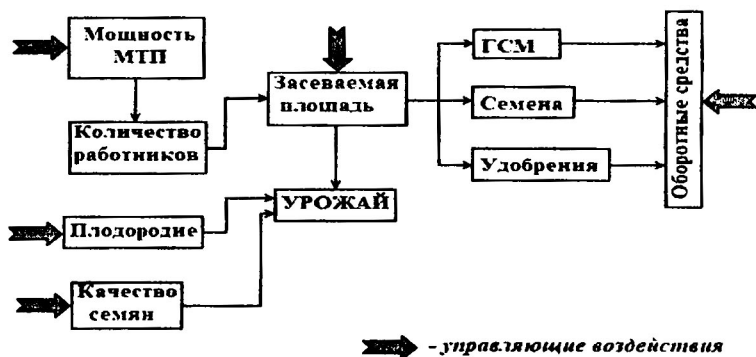 Мощность
МТП
Количество
работников
Засеваемая
площадь
ГСМ
Семена
Удобрения
Оборотные средства
Плодородие
УРОЖАЙ
Качество
семян
- управляющие воздействия